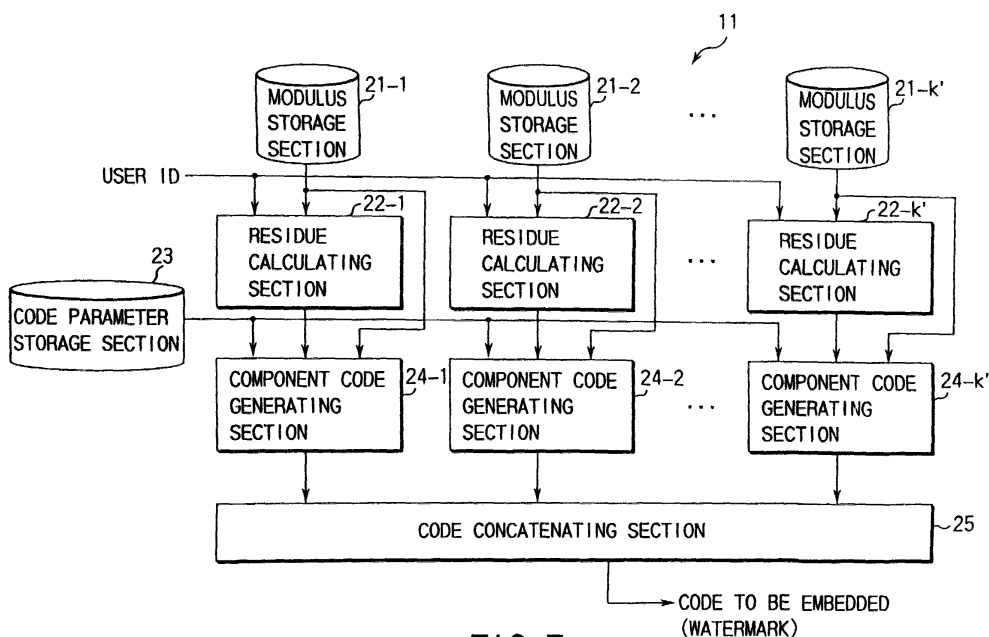 11
21-1
MODULUS
STORAGE
SECTION
21-2
MODULUS
STORAGE
SECTION
...
21-k'
MODULUS
STORAGE
SECTION
USER ID
22-1
RESIDUE
CALCULATING
SECTION
22-2
RESIDUE
CALCULATING
SECTION
...
22-k'
RESIDUE
CALCULATING
SECTION
23
CODE PARAMETER
STORAGE SECTION
24-1
COMPONENT CODE
GENERATING
SECTION
24-2
COMPONENT CODE
GENERATING
SECTION
...
24-k'
COMPONENT CODE
GENERATING
SECTION
CODE CONCATENATING SECTION
25
CODE TO BE EMBEDDED
(WATERMARK)